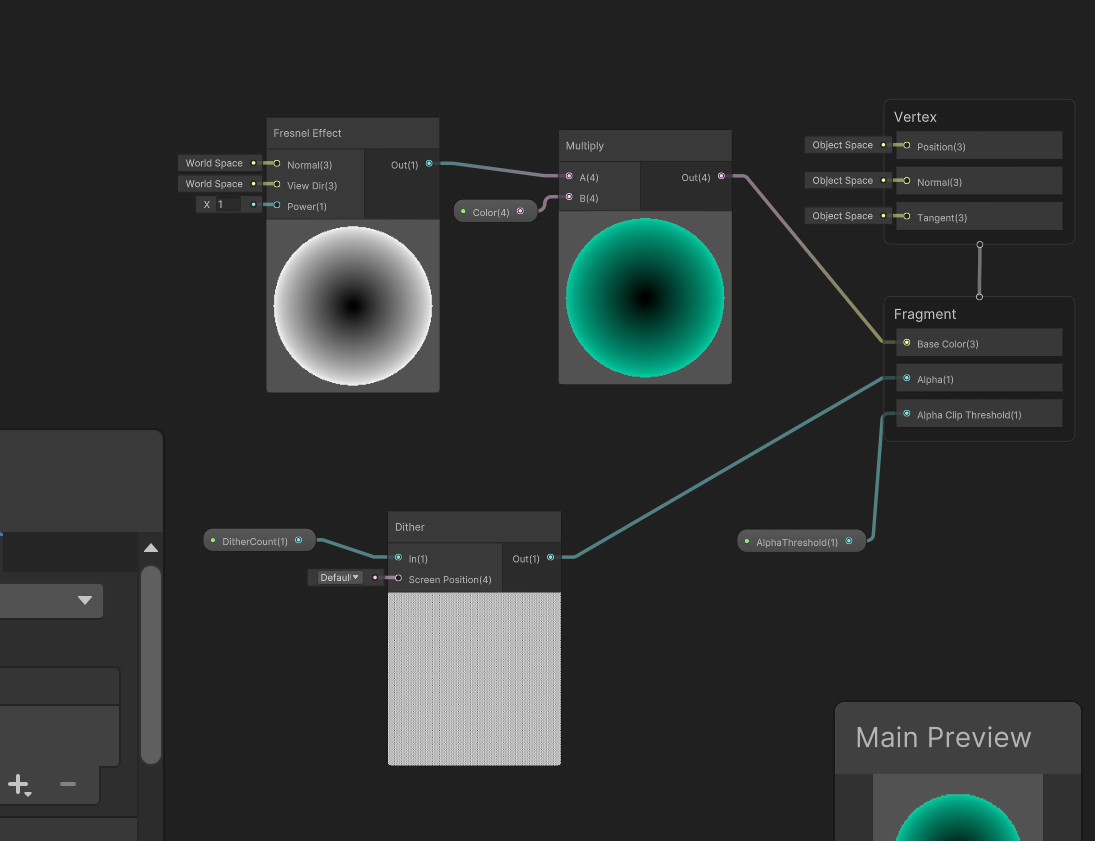 Vertex
Fresnel Effect
Object Space
Position(3)
Multiply
World Space
Normal(3)
Out(1)
A(4)
Out(4)
Object Space
Normal(3)
World Space
View Dir(3)
B(4)
X 1
Power(1)
Color(4)
Object Space
Tangent(3)
Fragment
Base Color(3)
Alpha(1)
Alpha Clip Threshold(1)
Dither
DitherCount(1)
AlphaThreshold(1)
In(1)
Out(1)
Default
Screen Position(4)
Main Preview